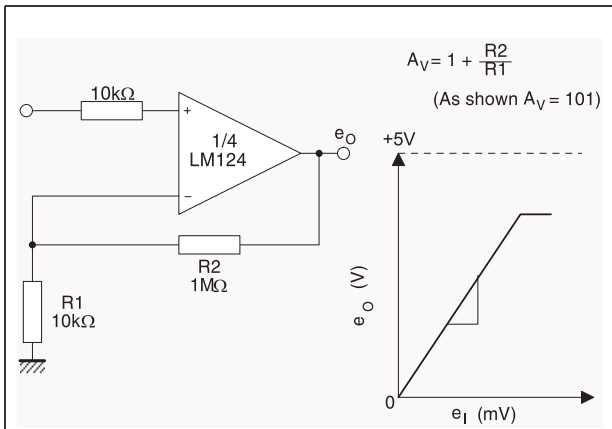 A_V = 1 + R2/R1
(As shown A_V = 101)
10kΩ
+
1/4
LM124
−
e_O
R2
1MΩ
R1
10kΩ
+5V
e_O (V)
0
e_I (mV)